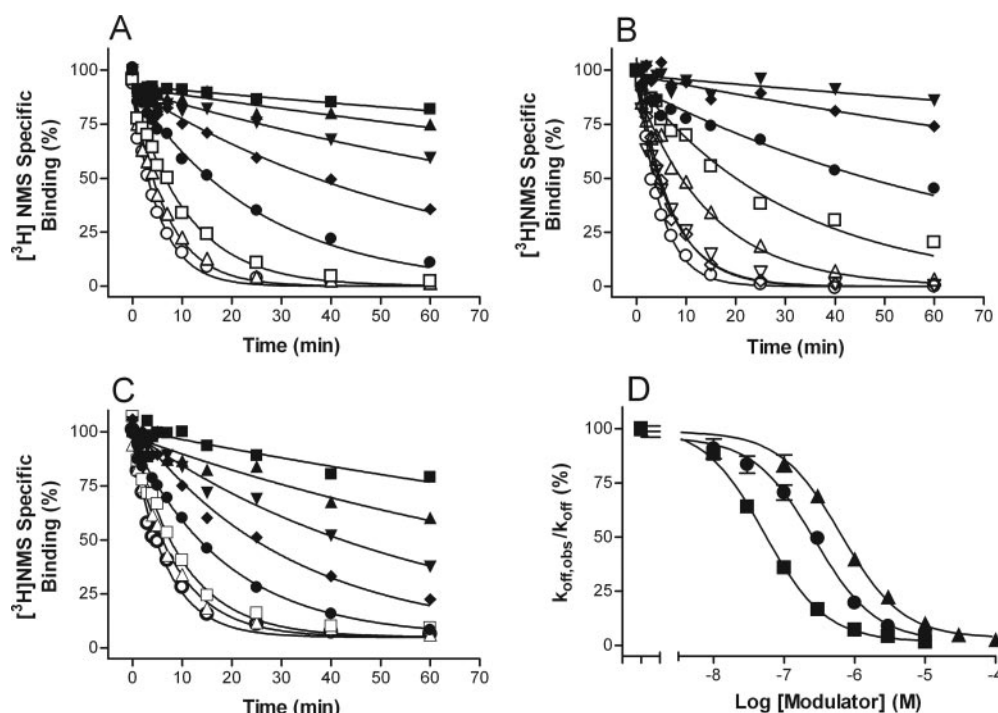 A
[³H] NMS Specific
Binding (%)
100
75
50
25
0
0 10 20 30 40 50 60 70
Time (min)
B
[³H]NMS Specific
Binding (%)
100
75
50
25
0
0 10 20 30 40 50 60 70
Time (min)
C
[³H]NMS Specific
Binding (%)
100
75
50
25
0
0 10 20 30 40 50 60 70
Time (min)
D
k_off,obs/k_off (%)
100
75
50
25
0
-8 -7 -6 -5 -4
Log [Modulator] (M)